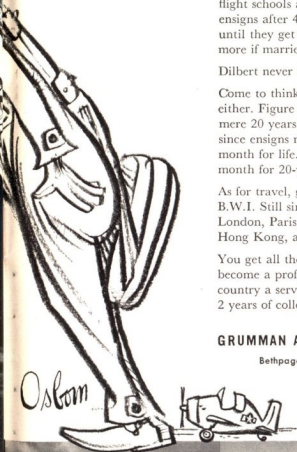 flight schools a
ensigns after 4
until they get
more if marrie
Dilbert never
Come to think
either. Figure
mere 20 years
since ensigns r
month for life.
month for 20-
As for travel, g
B.W.I. Still sin
London, Paris
Hong Kong, a
You get all the
become a prof
country a serv
2 years of colle
GRUMMAN A
Bethpag
Osborn